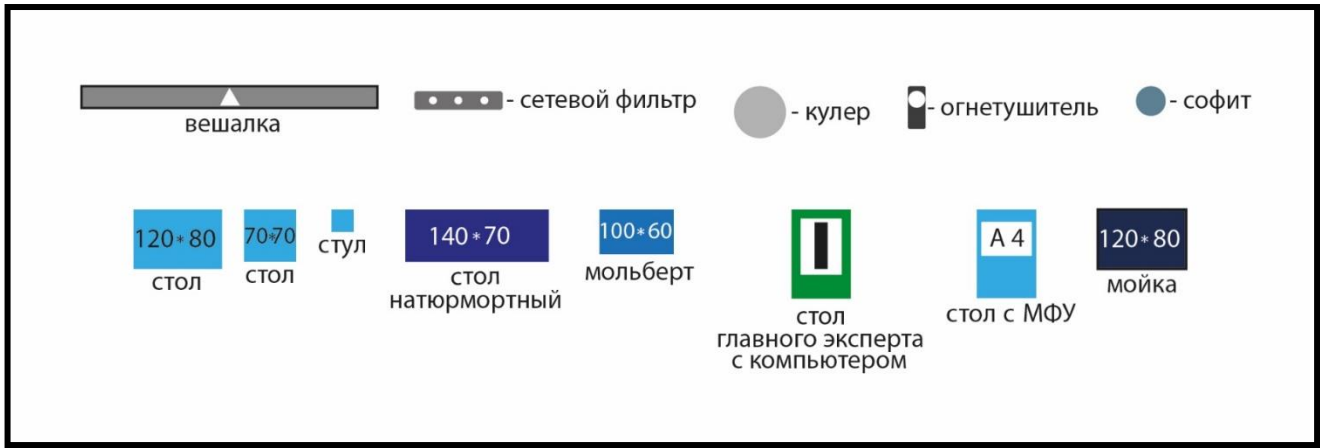 вешалка
- сетевой фильтр
- кулер
- огнетушитель
- софит
120*80
стол
70*70
стол
стул
140*70
стол
натюрмортный
100*60
мольберт
стол
главного эксперта
с компьютером
А 4
стол с МФУ
120*80
мойка